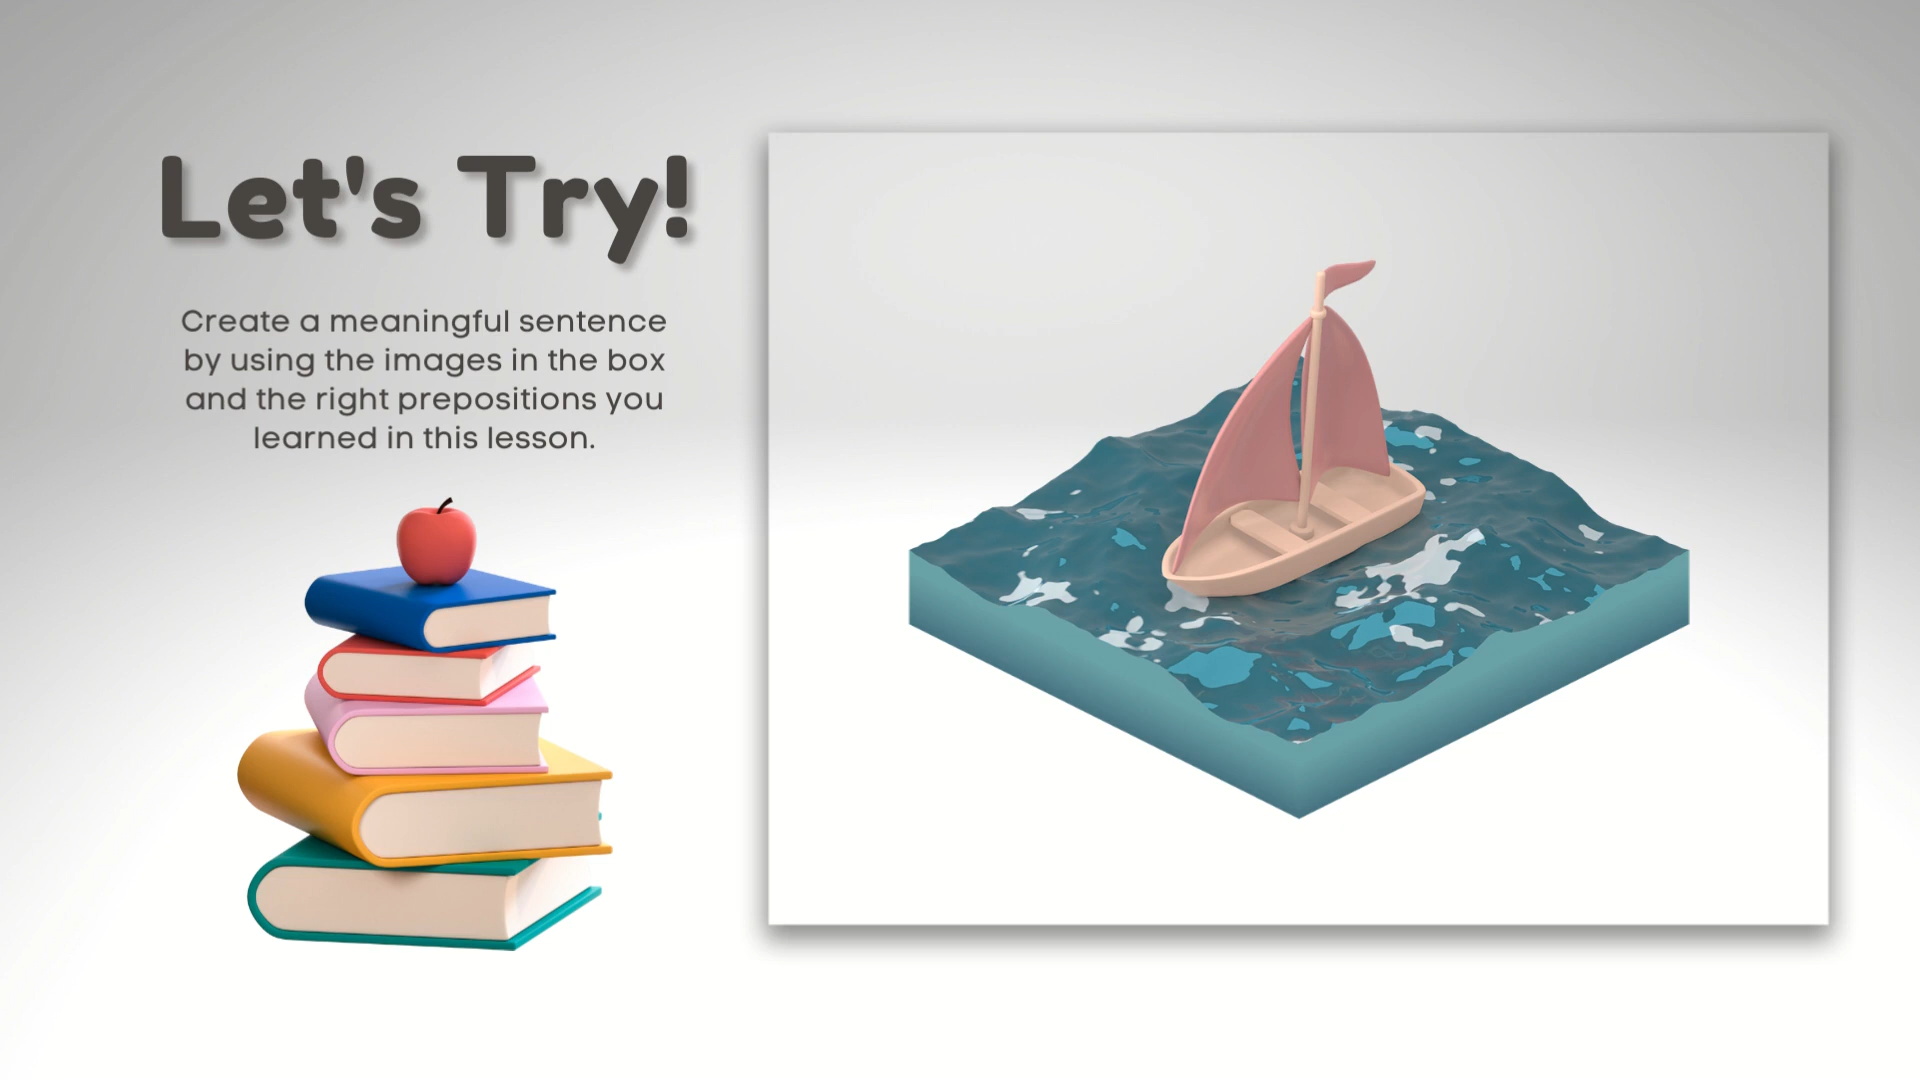 Let's Try!
Create a meaningful sentence
by using the images in the box
and the right prepositions you
learned in this lesson.